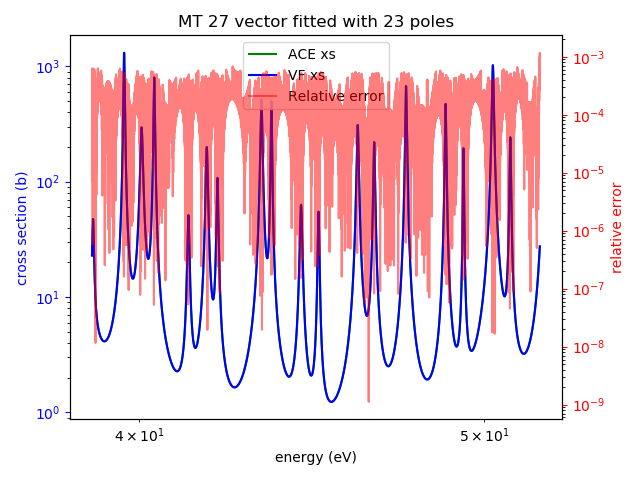 MT 27 vector fitted with 23 poles
ACE xs
VF xs
Relative error
cross section (b)
10³
10²
10¹
10⁰
relative error
10⁻³
10⁻⁴
10⁻⁵
10⁻⁶
10⁻⁷
10⁻⁸
10⁻⁹
4 × 10¹
5 × 10¹
energy (eV)